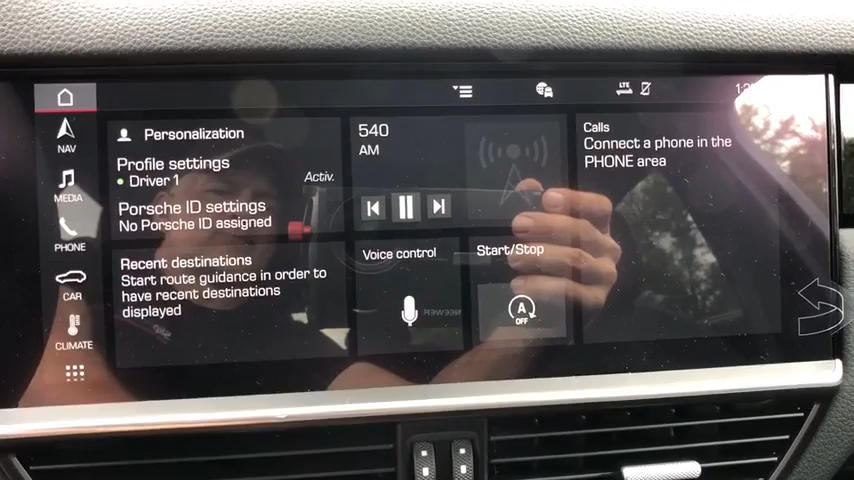 LTE
NAV
MEDIA
PHONE
CAR
CLIMATE
Personalization
Profile settings
Driver 1
Activ.
Porsche ID settings
No Porsche ID assigned
Recent destinations
Start route guidance in order to
have recent destinations
displayed
540
AM
Voice control
Start/Stop
A
OFF
Calls
Connect a phone in the
PHONE area